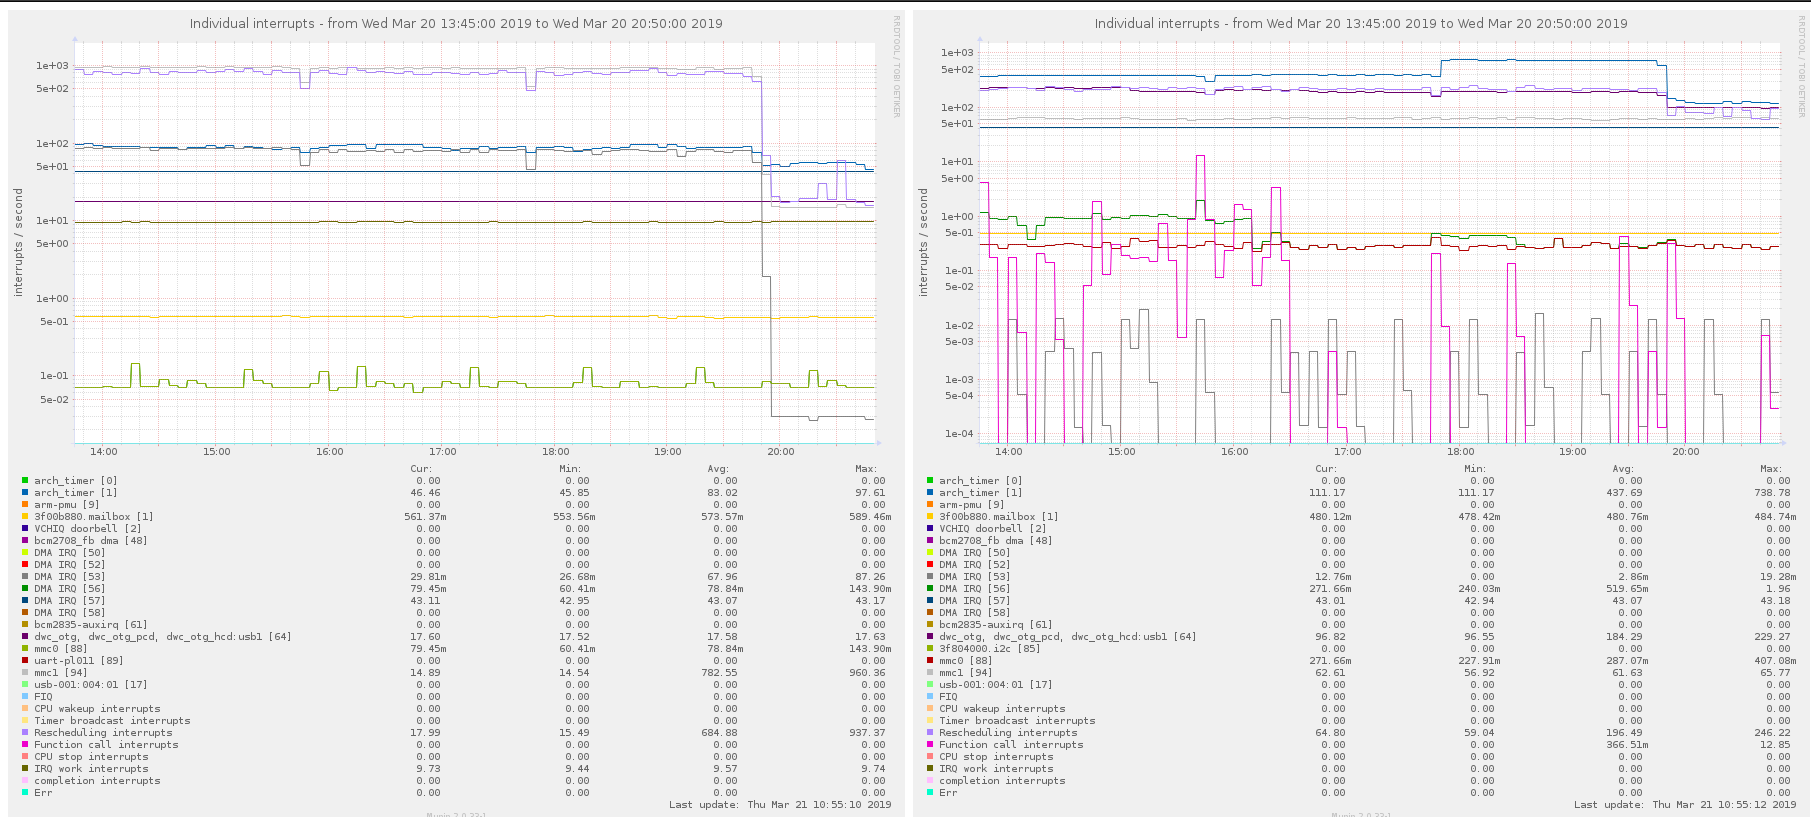 Individual interrupts - from Wed Mar 20 13:45:00 2019 to Wed Mar 20 20:50:00 2019
RRDTOOL / TOBI OETIKER
interrupts / second
1e+03
5e+02
1e+02
5e+01
1e+01
5e+00
1e+00
5e-01
1e-01
5e-02
14:00 15:00 16:00 17:00 18:00 19:00 20:00
Cur: Min: Avg: Max:
arch_timer [0] 0.00 0.00 0.00 0.00
arch_timer [1] 46.46 45.85 83.02 97.61
arm-pmu [9] 0.00 0.00 0.00 0.00
3f00b880.mailbox [1] 561.37m 553.56m 573.57m 589.46m
VCHIQ doorbell [2] 0.00 0.00 0.00 0.00
bcm2708_fb dma [48] 0.00 0.00 0.00 0.00
DMA IRQ [50] 0.00 0.00 0.00 0.00
DMA IRQ [52] 0.00 0.00 0.00 0.00
DMA IRQ [53] 29.81m 26.68m 67.96 87.26
DMA IRQ [56] 79.45m 60.41m 78.84m 143.90m
DMA IRQ [57] 43.11 42.95 43.07 43.17
DMA IRQ [58] 0.00 0.00 0.00 0.00
bcm2835-auxirq [61] 0.00 0.00 0.00 0.00
dwc_otg, dwc_otg_pcd, dwc_otg_hcd:usb1 [64] 17.60 17.52 17.58 17.63
mmc0 [88] 79.45m 60.41m 78.84m 143.90m
uart-pl011 [89] 0.00 0.00 0.00 0.00
mmc1 [94] 14.89 14.54 782.55 960.36
usb-001:004:01 [17] 0.00 0.00 0.00 0.00
FIQ 0.00 0.00 0.00 0.00
CPU wakeup interrupts 0.00 0.00 0.00 0.00
Timer broadcast interrupts 0.00 0.00 0.00 0.00
Rescheduling interrupts 17.99 15.49 684.88 937.37
Function call interrupts 0.00 0.00 0.00 0.00
CPU stop interrupts 0.00 0.00 0.00 0.00
IRQ work interrupts 9.73 9.44 9.57 9.74
completion interrupts 0.00 0.00 0.00 0.00
Err 0.00 0.00 0.00 0.00
Last update: Thu Mar 21 10:55:10 2019
Individual interrupts - from Wed Mar 20 13:45:00 2019 to Wed Mar 20 20:50:00 2019
RRDTOOL / TOBI OETIKER
interrupts / second
1e+03
5e+02
1e+02
5e+01
1e+01
5e+00
1e+00
5e-01
1e-01
5e-02
1e-02
5e-03
1e-03
5e-04
1e-04
14:00 15:00 16:00 17:00 18:00 19:00 20:00
Cur: Min: Avg: Max:
arch_timer [0] 0.00 0.00 0.00 0.00
arch_timer [1] 111.17 111.17 437.69 738.78
arm-pmu [9] 0.00 0.00 0.00 0.00
3f00b880.mailbox [1] 480.12m 478.42m 480.76m 484.74m
VCHIQ doorbell [2] 0.00 0.00 0.00 0.00
bcm2708_fb dma [48] 0.00 0.00 0.00 0.00
DMA IRQ [50] 0.00 0.00 0.00 0.00
DMA IRQ [52] 0.00 0.00 0.00 0.00
DMA IRQ [53] 12.76m 0.00 2.86m 19.28m
DMA IRQ [56] 271.66m 240.03m 519.65m 1.96
DMA IRQ [57] 43.01 42.94 43.07 43.18
DMA IRQ [58] 0.00 0.00 0.00 0.00
bcm2835-auxirq [61] 0.00 0.00 0.00 0.00
dwc_otg, dwc_otg_pcd, dwc_otg_hcd:usb1 [64] 96.82 96.55 184.29 229.27
3f804000.i2c [85] 0.00 0.00 0.00 0.00
mmc0 [88] 271.66m 227.91m 287.07m 407.08m
mmc1 [94] 62.61 56.92 61.63 65.77
usb-001:004:01 [17] 0.00 0.00 0.00 0.00
FIQ 0.00 0.00 0.00 0.00
CPU wakeup interrupts 0.00 0.00 0.00 0.00
Timer broadcast interrupts 0.00 0.00 0.00 0.00
Rescheduling interrupts 64.80 59.04 196.49 246.22
Function call interrupts 0.00 0.00 366.51m 12.85
CPU stop interrupts 0.00 0.00 0.00 0.00
IRQ work interrupts 0.00 0.00 0.00 0.00
completion interrupts 0.00 0.00 0.00 0.00
Err 0.00 0.00 0.00 0.00
Last update: Thu Mar 21 10:55:12 2019